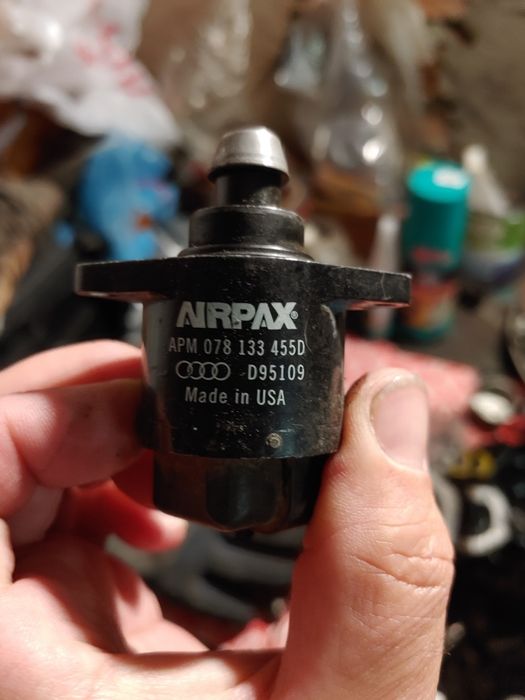 AIRPAX®
APM 078 133 455D
D95109
Made in USA